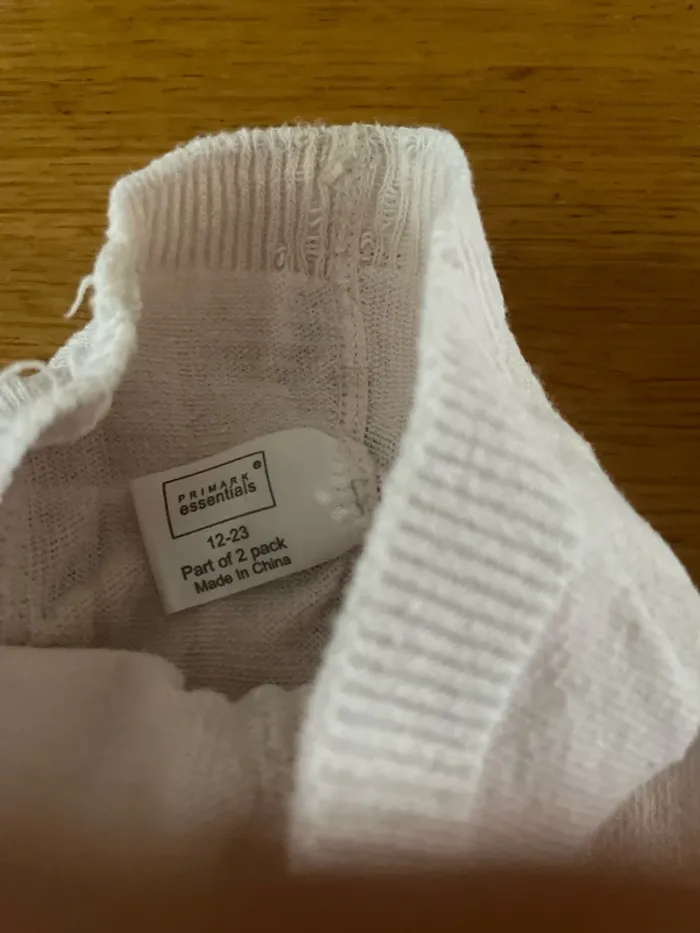 PRIMARK®
essentials
12-23
Part of 2 pack
Made In China